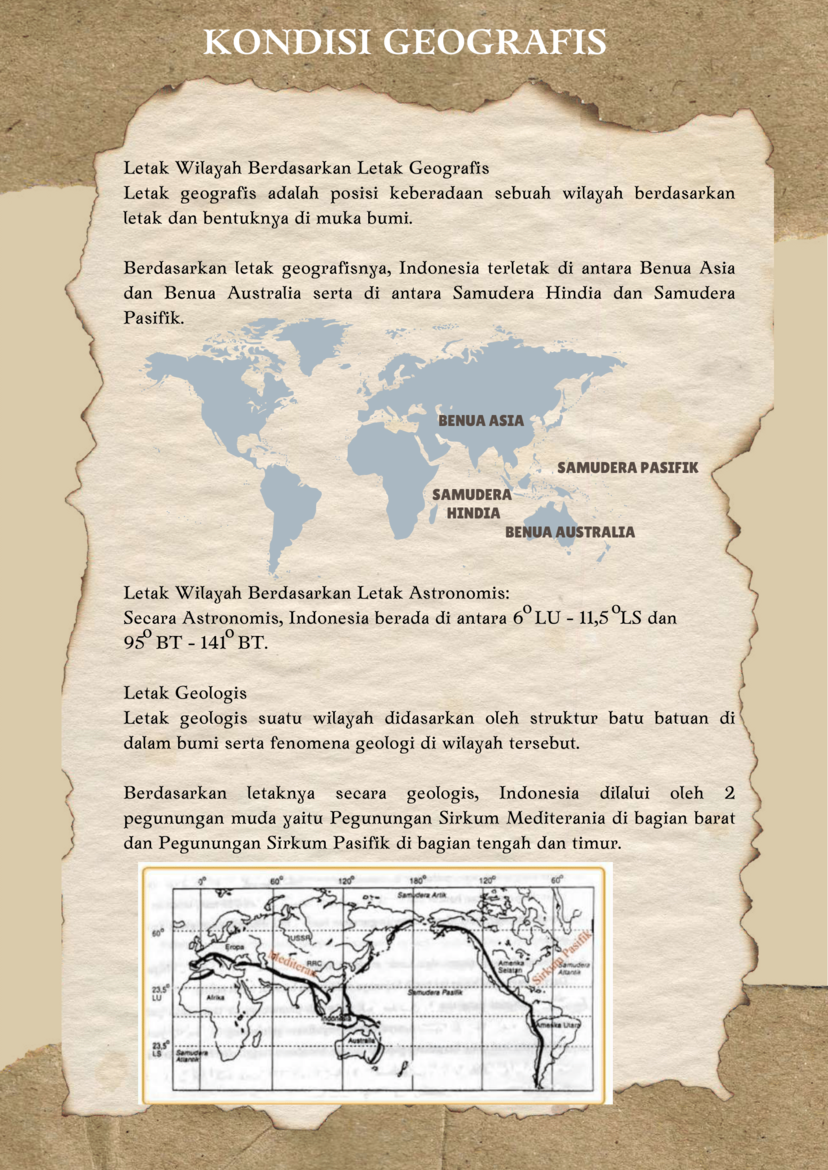 KONDISI GEOGRAFIS
Letak Wilayah Berdasarkan Letak Geografis
Letak geografis adalah posisi keberadaan sebuah wilayah berdasarkan
letak dan bentuknya di muka bumi.
Berdasarkan letak geografisnya, Indonesia terletak di antara Benua Asia
dan Benua Australia serta di antara Samudera Hindia dan Samudera
Pasifik.
BENUA ASIA
SAMUDERA PASIFIK
SAMUDERA
HINDIA
BENUA AUSTRALIA
Letak Wilayah Berdasarkan Letak Astronomis:
Secara Astronomis, Indonesia berada di antara 6° LU - 11,5 °LS dan
95° BT - 141° BT.
Letak Geologis
Letak geologis suatu wilayah didasarkan oleh struktur batu batuan di
dalam bumi serta fenomena geologi di wilayah tersebut.
Berdasarkan letaknya secara geologis, Indonesia dilalui oleh 2
pegunungan muda yaitu Pegunungan Sirkum Mediterania di bagian barat
dan Pegunungan Sirkum Pasifik di bagian tengah dan timur.
0° 60° 120° 180° 120° 60°
Samudera Artik
60°
USSR
Eropa
Mediteran
RRC
Sirkum Pasifik
Amerika
Selatan
Samudera
Atlantik
23,5°
LU
Afrika
Samudera Pasifik
Indonesia
Amerika Utara
Australia
23,5°
LS
Samudera
Atlantik